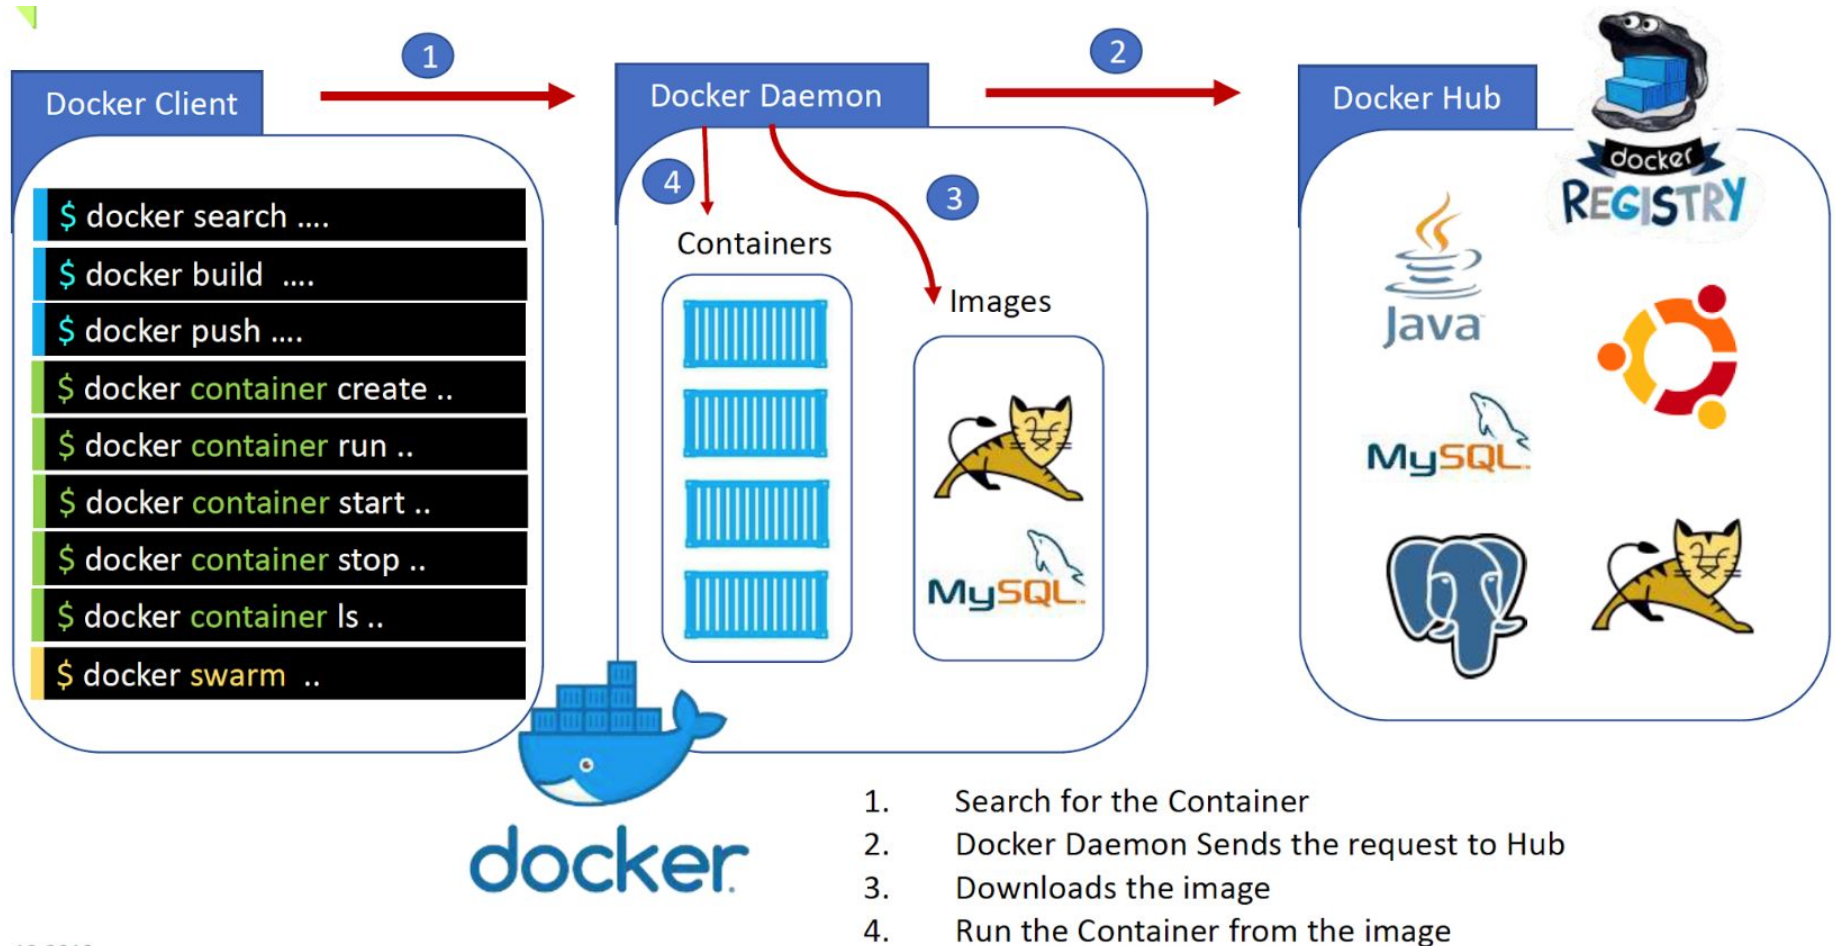 1
2
Docker Client
Docker Daemon
Docker Hub
docker
REGISTRY
$ docker search ....
$ docker build ....
$ docker push ....
$ docker container create ..
$ docker container run ..
$ docker container start ..
$ docker container stop ..
$ docker container ls ..
$ docker swarm ..
4
3
Containers
Images
MySQL
Java
MySQL
docker
1. Search for the Container
2. Docker Daemon Sends the request to Hub
3. Downloads the image
4. Run the Container from the image